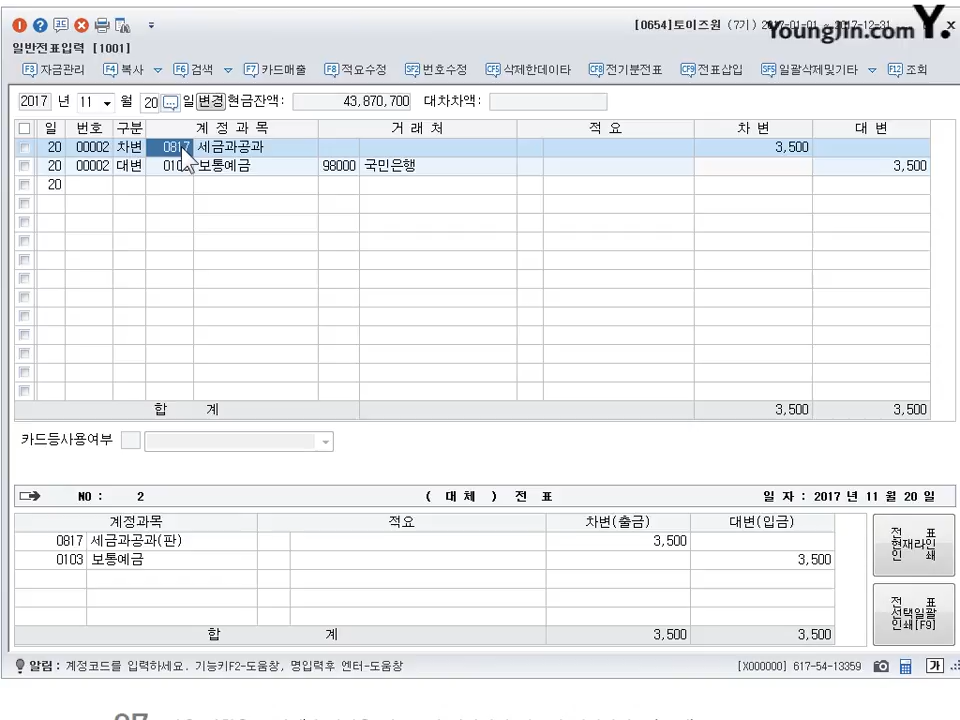 [0654]토이즈원 (7기) 2017-01-01 ~ 2017-12-31
Youngjin.com Y.
일반전표입력 [1001]
F3 자금관리 F4 복사 F6 검색 F7 카드매출 F8 적요수정 SF2 번호수정 CF5 삭제한데이타 CF8 전기분전표 CF9 전표삽입 SF5 일괄삭제및기타 F12 조회
2017 년 11 월 20 일 변경 현금잔액: 43,870,700 대차차액:
일 번호 구분 계 정 과 목 거 래 처 적 요 차 변 대 변
20 00002 차변 0817 세금과공과 3,500
20 00002 대변 보통예금 98000 국민은행 3,500
20
합 계 3,500 3,500
카드등사용여부
NO : 2 ( 대 체 ) 전 표 일 자 : 2017 년 11 월 20 일
계정과목 적요 차변(출금) 대변(입금)
0817 세금과공과(판) 3,500
0103 보통예금 3,500
합 계 3,500 3,500
전 표
현재라인
인 쇄
전 표
선택일괄
인쇄[F9]
알림 : 계정코드를 입력하세요. 기능키F2-도움창, 명입력후 엔터-도움창 [X000000] 617-54-13359 가